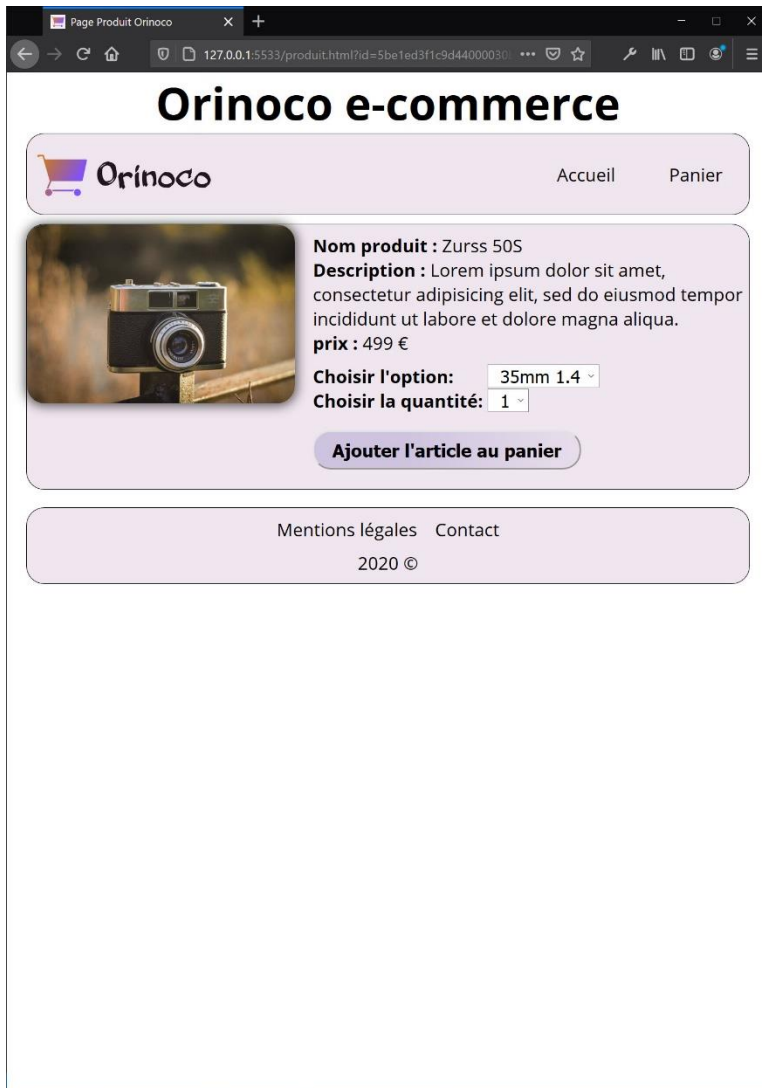 Page Produit Orinoco
127.0.0.1:5533/produit.html?id=5be1ed3f1c9d44000030
Orinoco e-commerce
Orinoco
Accueil Panier
Nom produit : Zurss 50S
Description : Lorem ipsum dolor sit amet,
consectetur adipisicing elit, sed do eiusmod tempor
incididunt ut labore et dolore magna aliqua.
prix : 499 €
Choisir l'option: 35mm 1.4
Choisir la quantité: 1
Ajouter l'article au panier
Mentions légales Contact
2020 ©